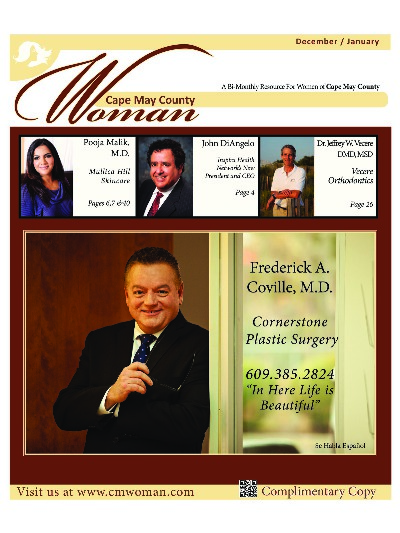 December / January
A Bi-Monthly Resource For Women of Cape May County
Cape May County
Woman
Pooja Malik,
M.D.
Mullica Hill
Skincare
Pages 6,7 &10
John DiAngelo
Inspira Health
Network's New
President and CEO
Page 4
Dr. Jeffrey W. Vecere
DMD, MSD
Vecere
Orthodontics
Page 26
Frederick A.
Coville, M.D.
Cornerstone
Plastic Surgery
609.385.2824
"In Here Life is
Beautiful"
Se Habla Español
Visit us at www.cmwoman.com
Complimentary Copy